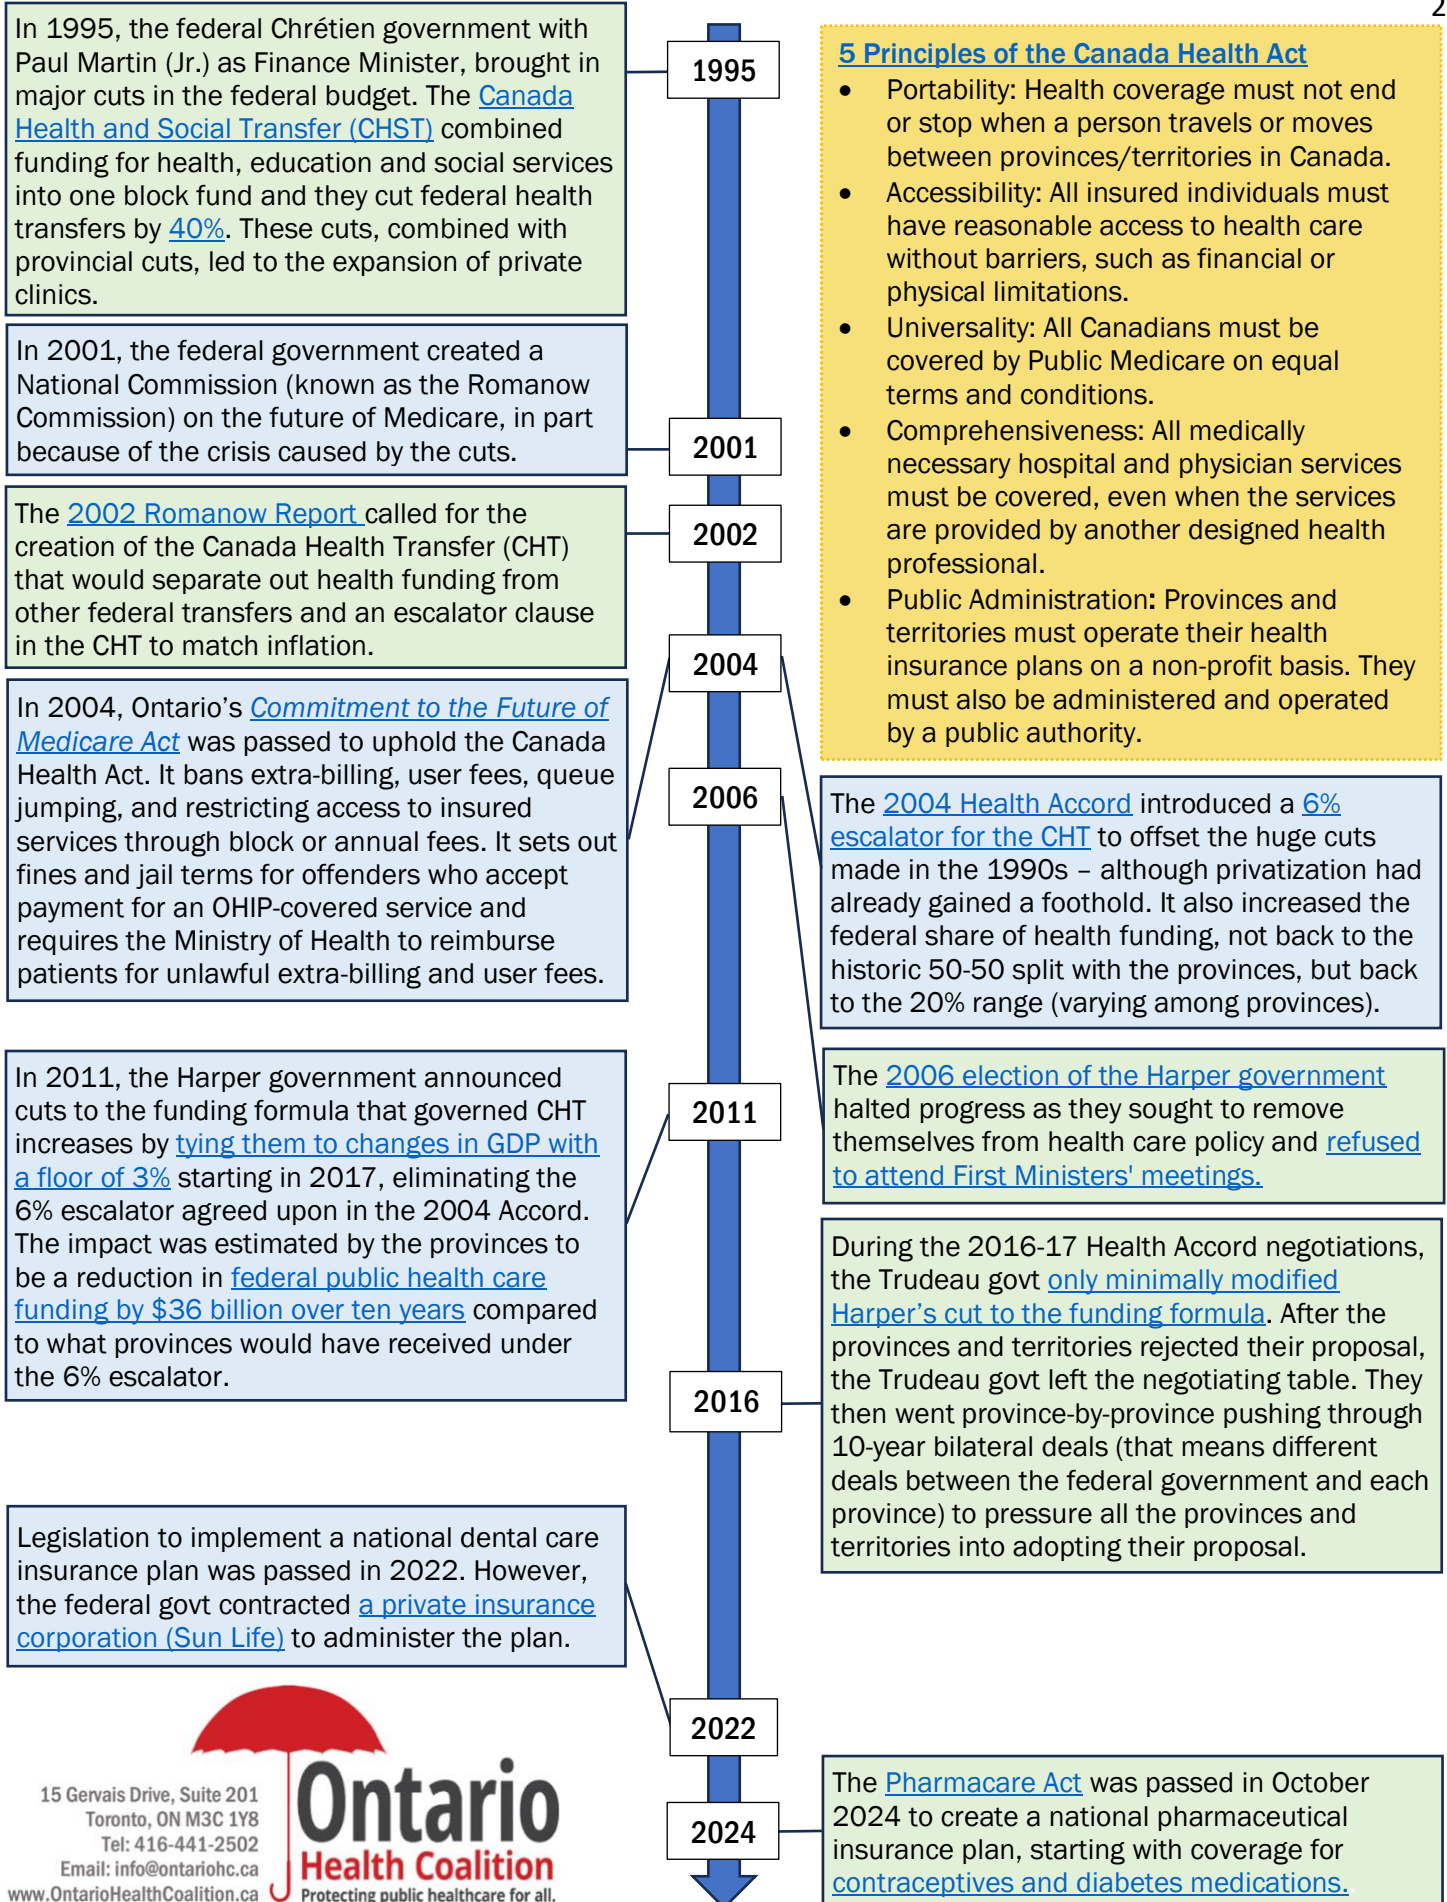 2
In 1995, the federal Chrétien government with
Paul Martin (Jr.) as Finance Minister, brought in
major cuts in the federal budget. The Canada
Health and Social Transfer (CHST) combined
funding for health, education and social services
into one block fund and they cut federal health
transfers by 40%. These cuts, combined with
provincial cuts, led to the expansion of private
clinics.
1995
5 Principles of the Canada Health Act
• Portability: Health coverage must not end
or stop when a person travels or moves
between provinces/territories in Canada.
• Accessibility: All insured individuals must
have reasonable access to health care
without barriers, such as financial or
physical limitations.
• Universality: All Canadians must be
covered by Public Medicare on equal
terms and conditions.
• Comprehensiveness: All medically
necessary hospital and physician services
must be covered, even when the services
are provided by another designed health
professional.
• Public Administration: Provinces and
territories must operate their health
insurance plans on a non-profit basis. They
must also be administered and operated
by a public authority.
In 2001, the federal government created a
National Commission (known as the Romanow
Commission) on the future of Medicare, in part
because of the crisis caused by the cuts.
2001
The 2002 Romanow Report called for the
creation of the Canada Health Transfer (CHT)
that would separate out health funding from
other federal transfers and an escalator clause
in the CHT to match inflation.
2002
2004
In 2004, Ontario's Commitment to the Future of
Medicare Act was passed to uphold the Canada
Health Act. It bans extra-billing, user fees, queue
jumping, and restricting access to insured
services through block or annual fees. It sets out
fines and jail terms for offenders who accept
payment for an OHIP-covered service and
requires the Ministry of Health to reimburse
patients for unlawful extra-billing and user fees.
The 2004 Health Accord introduced a 6%
escalator for the CHT to offset the huge cuts
made in the 1990s – although privatization had
already gained a foothold. It also increased the
federal share of health funding, not back to the
historic 50-50 split with the provinces, but back
to the 20% range (varying among provinces).
2006
The 2006 election of the Harper government
halted progress as they sought to remove
themselves from health care policy and refused
to attend First Ministers' meetings.
In 2011, the Harper government announced
cuts to the funding formula that governed CHT
increases by tying them to changes in GDP with
a floor of 3% starting in 2017, eliminating the
6% escalator agreed upon in the 2004 Accord.
The impact was estimated by the provinces to
be a reduction in federal public health care
funding by $36 billion over ten years compared
to what provinces would have received under
the 6% escalator.
2011
During the 2016-17 Health Accord negotiations,
the Trudeau govt only minimally modified
Harper's cut to the funding formula. After the
provinces and territories rejected their proposal,
the Trudeau govt left the negotiating table. They
then went province-by-province pushing through
10-year bilateral deals (that means different
deals between the federal government and each
province) to pressure all the provinces and
territories into adopting their proposal.
2016
Legislation to implement a national dental care
insurance plan was passed in 2022. However,
the federal govt contracted a private insurance
corporation (Sun Life) to administer the plan.
2022
The Pharmacare Act was passed in October
2024 to create a national pharmaceutical
insurance plan, starting with coverage for
contraceptives and diabetes medications.
2024
15 Gervais Drive, Suite 201
Toronto, ON M3C 1Y8
Tel: 416-441-2502
Email: info@ontariohc.ca
www.OntarioHealthCoalition.ca
Ontario
Health Coalition
Protecting public healthcare for all.